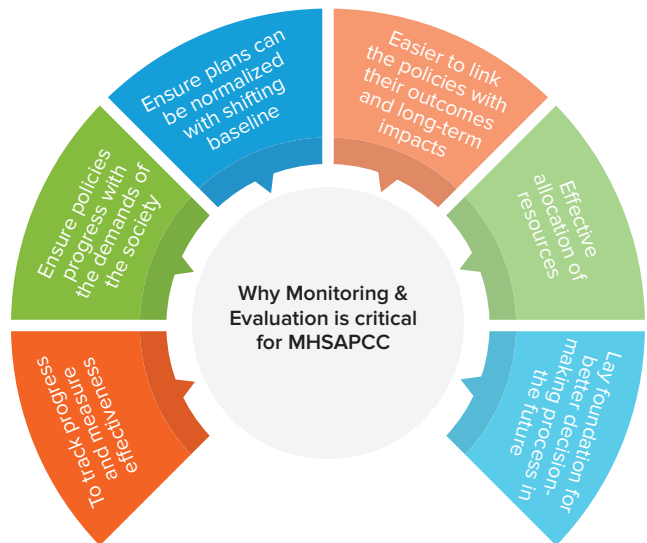 To track progress
and measure
effectiveness
Ensure policies
progress with
the demands of
the society
Ensure plans can
be normalized
with shifting
baseline
Easier to link
the policies with
their outcomes
and long-term
impacts
Effective
allocation of
resources
Lay foundation for
better decision-
making process in
the future
Why Monitoring &
Evaluation is critical
for MHSAPCC